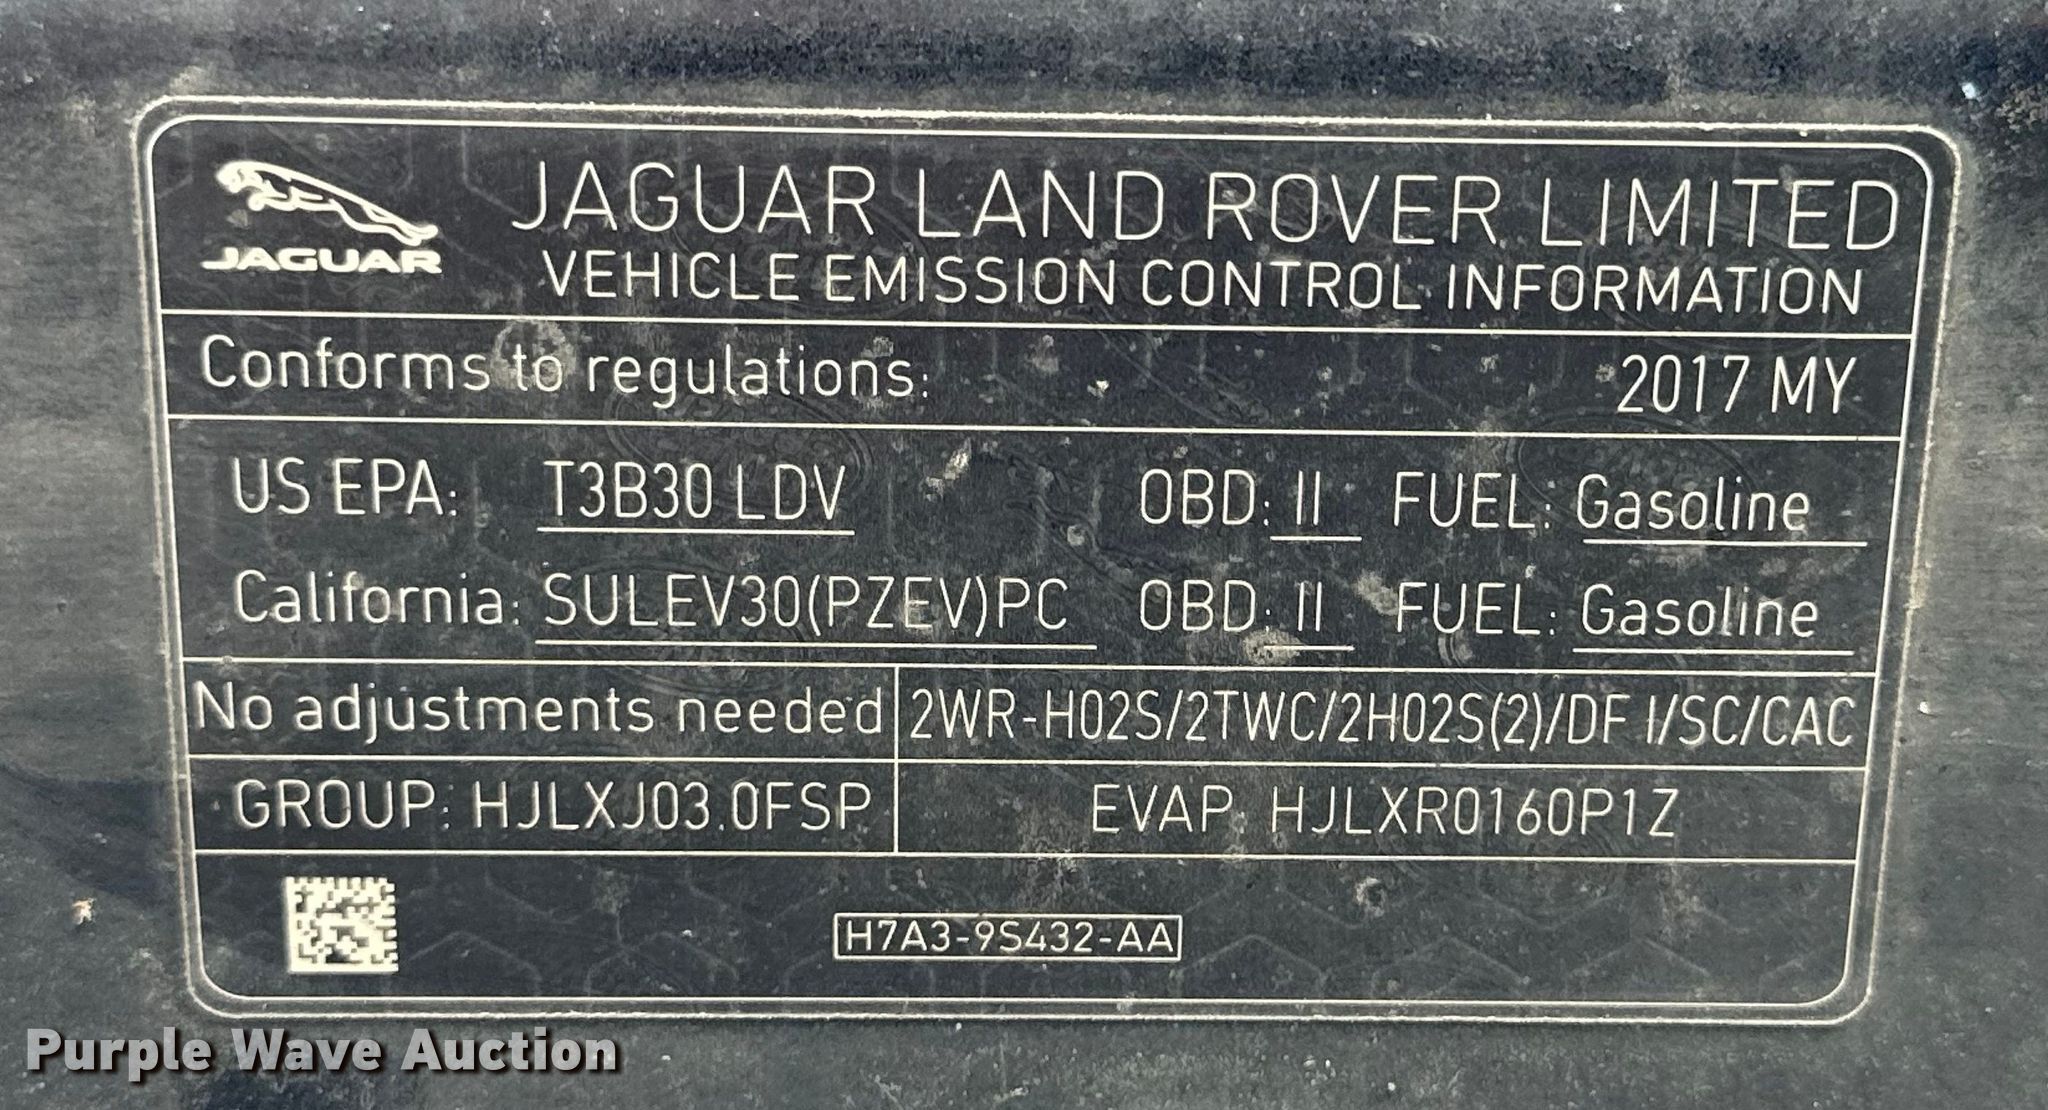 JAGUAR
JAGUAR LAND ROVER LIMITED
VEHICLE EMISSION CONTROL INFORMATION
Conforms to regulations: 2017 MY
US EPA: T3B30 LDV OBD: II FUEL: Gasoline
California: SULEV30(PZEV)PC OBD: II FUEL: Gasoline
No adjustments needed 2WR-H02S/2TWC/2H02S(2)/DF I/SC/CAC
GROUP: HJLXJ03.0FSP EVAP: HJLXR0160P1Z
H7A3-9S432-AA
Purple Wave Auction